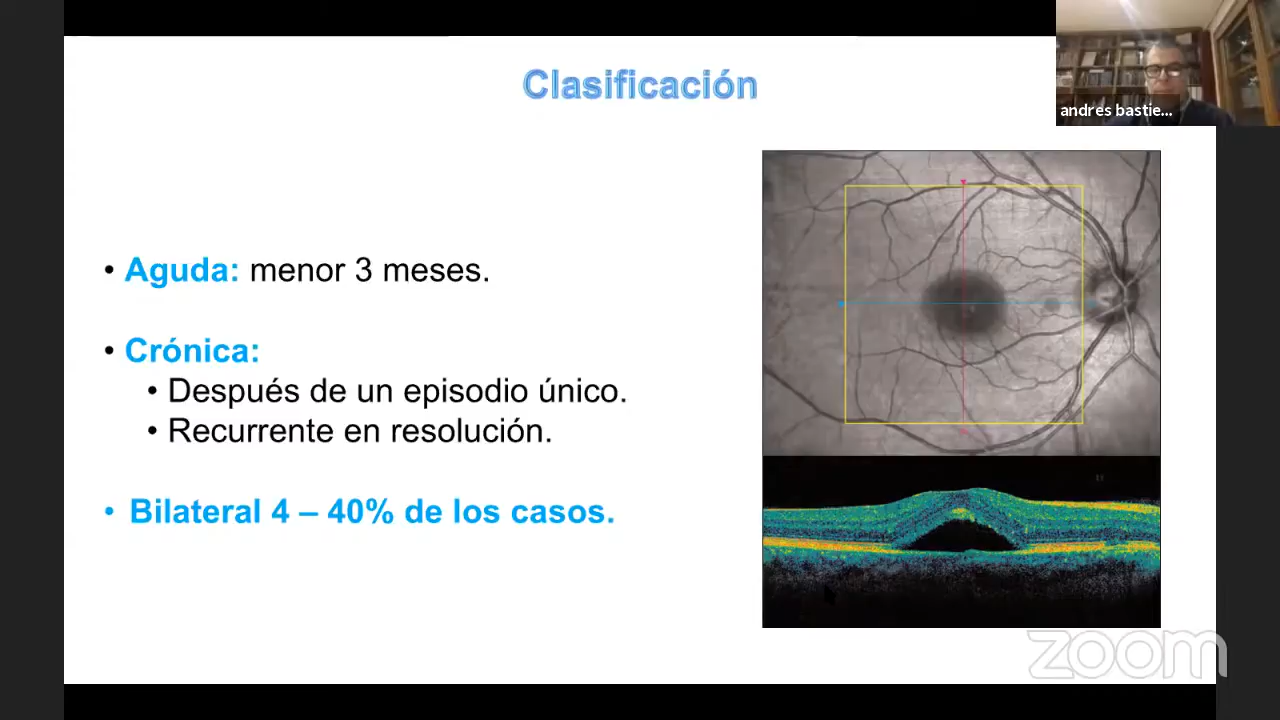 Clasificación
andres bastie...
• Aguda: menor 3 meses.
• Crónica:
• Después de un episodio único.
• Recurrente en resolución.
• Bilateral 4 – 40% de los casos.
zoom